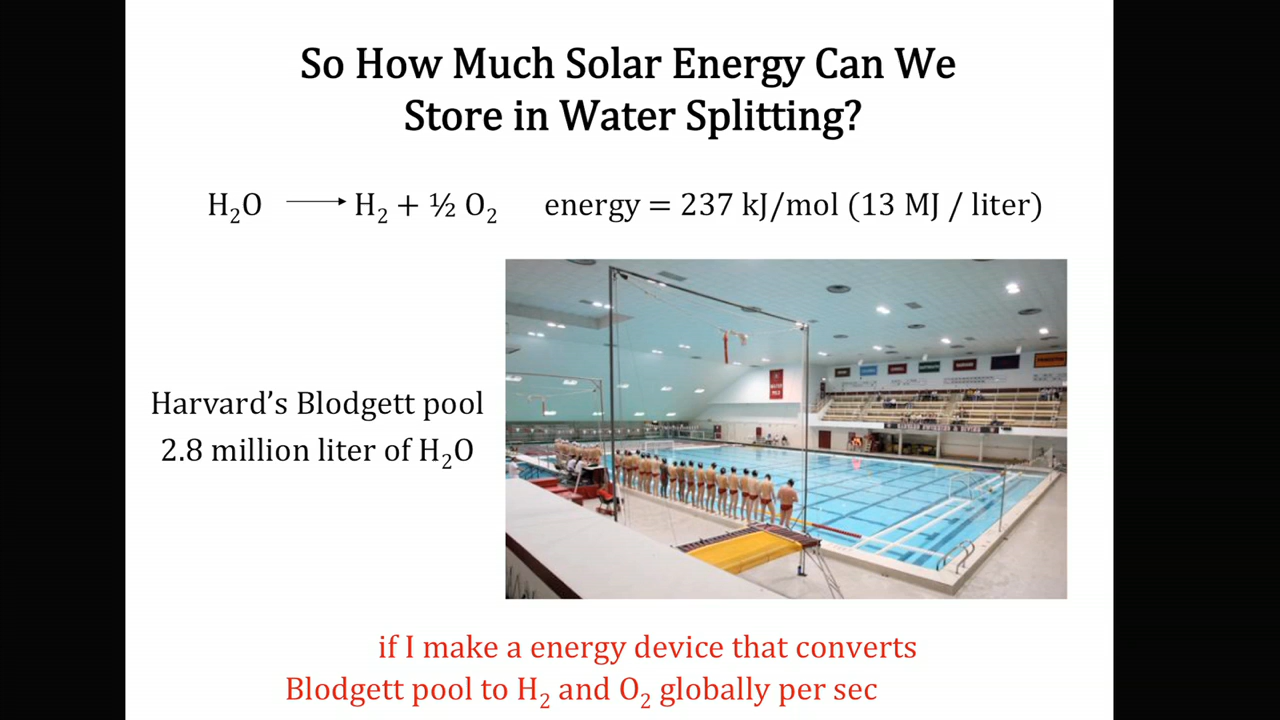 So How Much Solar Energy Can We
Store in Water Splitting?
H₂O ⟶ H₂ + ½ O₂ energy = 237 kJ/mol (13 MJ / liter)
Harvard’s Blodgett pool
2.8 million liter of H₂O
if I make a energy device that converts
Blodgett pool to H₂ and O₂ globally per sec